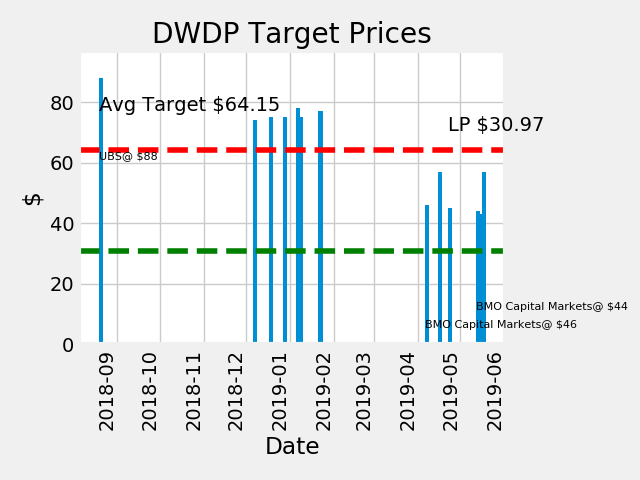 DWDP Target Prices
80
60
40
20
0
$
Avg Target $64.15
LP $30.97
UBS@ $88
BMO Capital Markets@ $44
BMO Capital Markets@ $46
2018-09
2018-10
2018-11
2018-12
2019-01
2019-02
2019-03
2019-04
2019-05
2019-06
Date